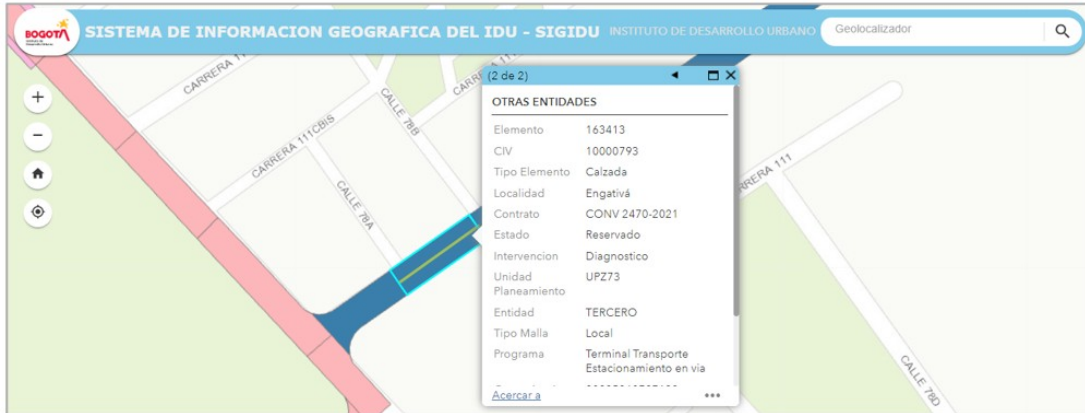 BOGOTÁ
SISTEMA DE INFORMACION GEOGRAFICA DEL IDU - SIGIDU INSTITUTO DE DESARROLLO URBANO
Geolocalizador
CARRERA 111CBIS
CALLE 78B
CALLE 78A
(2 de 2)
OTRAS ENTIDADES
Elemento 163413
CIV 10000793
Tipo Elemento Calzada
Localidad Engativá
Contrato CONV 2470-2021
Estado Reservado
Intervencion Diagnostico
Unidad Planeamiento UPZ73
Entidad TERCERO
Tipo Malla Local
Programa Terminal Transporte
Estacionamiento en via
Acercar a
CALLE 78D